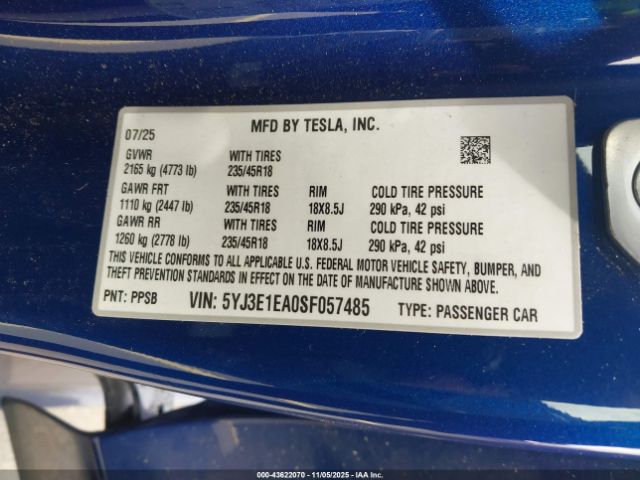 MFD BY TESLA, INC.
07/25
GVWR WITH TIRES
2165 kg (4773 lb) 235/45R18
GAWR FRT WITH TIRES RIM COLD TIRE PRESSURE
1110 kg (2447 lb) 235/45R18 18X8.5J 290 kPa, 42 psi
GAWR RR WITH TIRES RIM COLD TIRE PRESSURE
1260 kg (2778 lb) 235/45R18 18X8.5J 290 kPa, 42 psi
THIS VEHICLE CONFORMS TO ALL APPLICABLE U.S. FEDERAL MOTOR VEHICLE SAFETY, BUMPER, AND
THEFT PREVENTION STANDARDS IN EFFECT ON THE DATE OF MANUFACTURE SHOWN ABOVE.
PNT: PPSB VIN: 5YJ3E1EA0SF057485 TYPE: PASSENGER CAR
000-43622070 - 11/05/2025 - IAA, Inc.